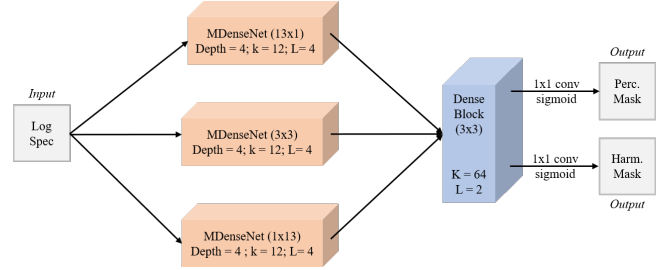 Input
Log
Spec
MDenseNet (13x1)
Depth = 4; k = 12; L= 4
MDenseNet (3x3)
Depth = 4; k = 12; L= 4
MDenseNet (1x13)
Depth = 4 ; k = 12; L= 4
Dense
Block
(3x3)
K = 64
L = 2
1x1 conv
sigmoid
1x1 conv
sigmoid
Output
Perc.
Mask
Harm.
Mask
Output